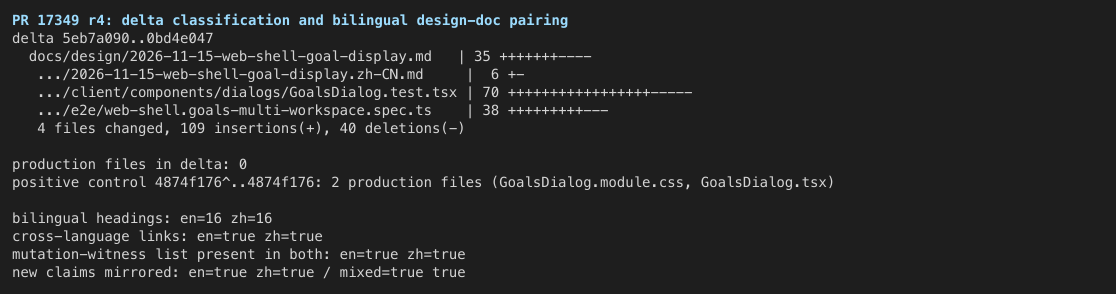 PR 17349 r4: delta classification and bilingual design-doc pairing
delta 5eb7a090..0bd4e047
docs/design/2026-11-15-web-shell-goal-display.md | 35 +++++++----
.../2026-11-15-web-shell-goal-display.zh-CN.md | 6 +-
.../client/components/dialogs/GoalsDialog.test.tsx | 70 +++++++++++++++++-----
.../e2e/web-shell.goals-multi-workspace.spec.ts | 38 +++++++++---
4 files changed, 109 insertions(+), 40 deletions(-)
production files in delta: 0
positive control 4874f176^..4874f176: 2 production files (GoalsDialog.module.css, GoalsDialog.tsx)
bilingual headings: en=16 zh=16
cross-language links: en=true zh=true
mutation-witness list present in both: en=true zh=true
new claims mirrored: en=true zh=true / mixed=true true